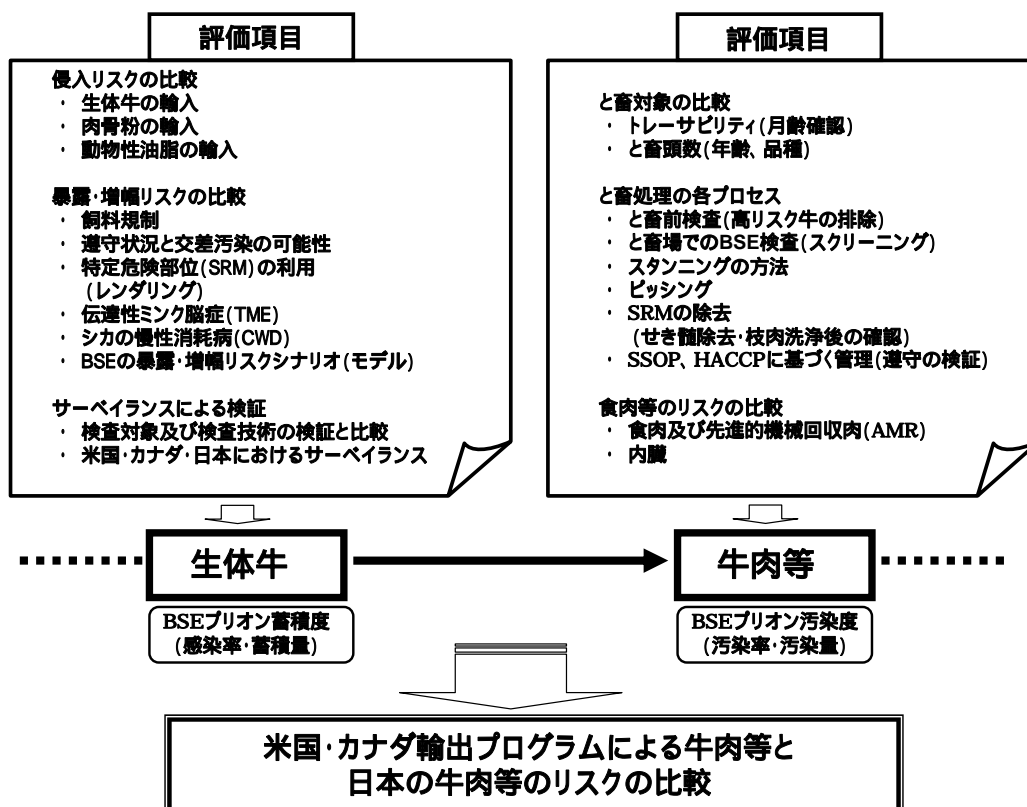 評価項目
侵入リスクの比較
・ 生体牛の輸入
・ 肉骨粉の輸入
・ 動物性油脂の輸入
暴露・増幅リスクの比較
・ 飼料規制
・ 遵守状況と交差汚染の可能性
・ 特定危険部位(SRM)の利用
(レンダリング)
・ 伝達性ミンク脳症(TME)
・ シカの慢性消耗病(CWD)
・ BSEの暴露・増幅リスクシナリオ(モデル)
サーベイランスによる検証
・ 検査対象及び検査技術の検証と比較
・ 米国・カナダ・日本におけるサーベイランス
評価項目
と畜対象の比較
・ トレーサビリティ(月齢確認)
・ と畜頭数(年齢、品種)
と畜処理の各プロセス
・ と畜前検査(高リスク牛の排除)
・ と畜場でのBSE検査(スクリーニング)
・ スタンニングの方法
・ ピッシング
・ SRMの除去
(せき髄除去・枝肉洗浄後の確認)
・ SSOP、HACCPに基づく管理(遵守の検証)
食肉等のリスクの比較
・ 食肉及び先進的機械回収肉(AMR)
・ 内臓
生体牛
BSEプリオン蓄積度
(感染率・蓄積量)
牛肉等
BSEプリオン汚染度
(汚染率・汚染量)
米国・カナダ輸出プログラムによる牛肉等と
日本の牛肉等のリスクの比較